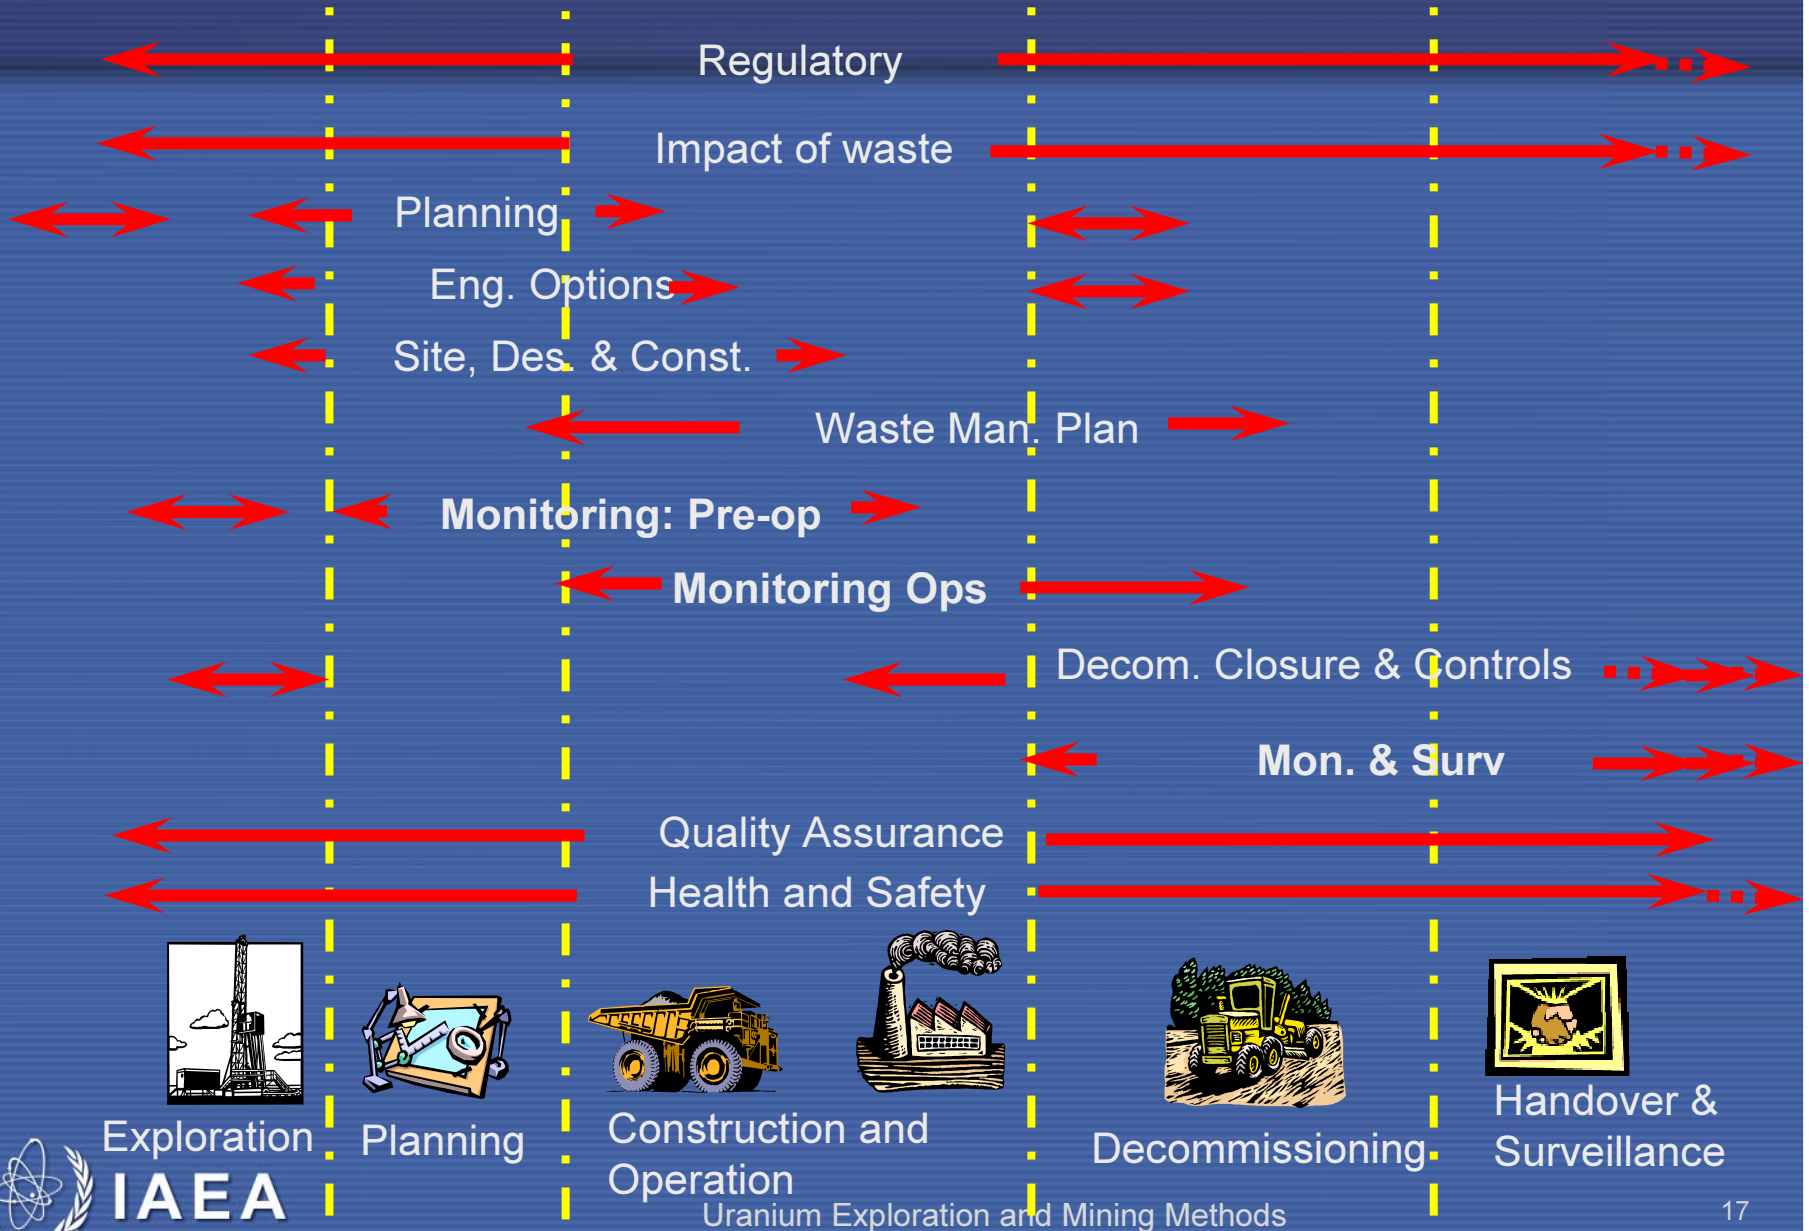 Regulatory
Impact of waste
Planning
Eng. Options
Site, Des. & Const.
Waste Man. Plan
Monitoring: Pre-op
Monitoring Ops
Decom. Closure & Controls
Mon. & Surv
Quality Assurance
Health and Safety
Exploration
Planning
Construction and
Operation
Decommissioning
Handover &
Surveillance
IAEA
Uranium Exploration and Mining Methods
17